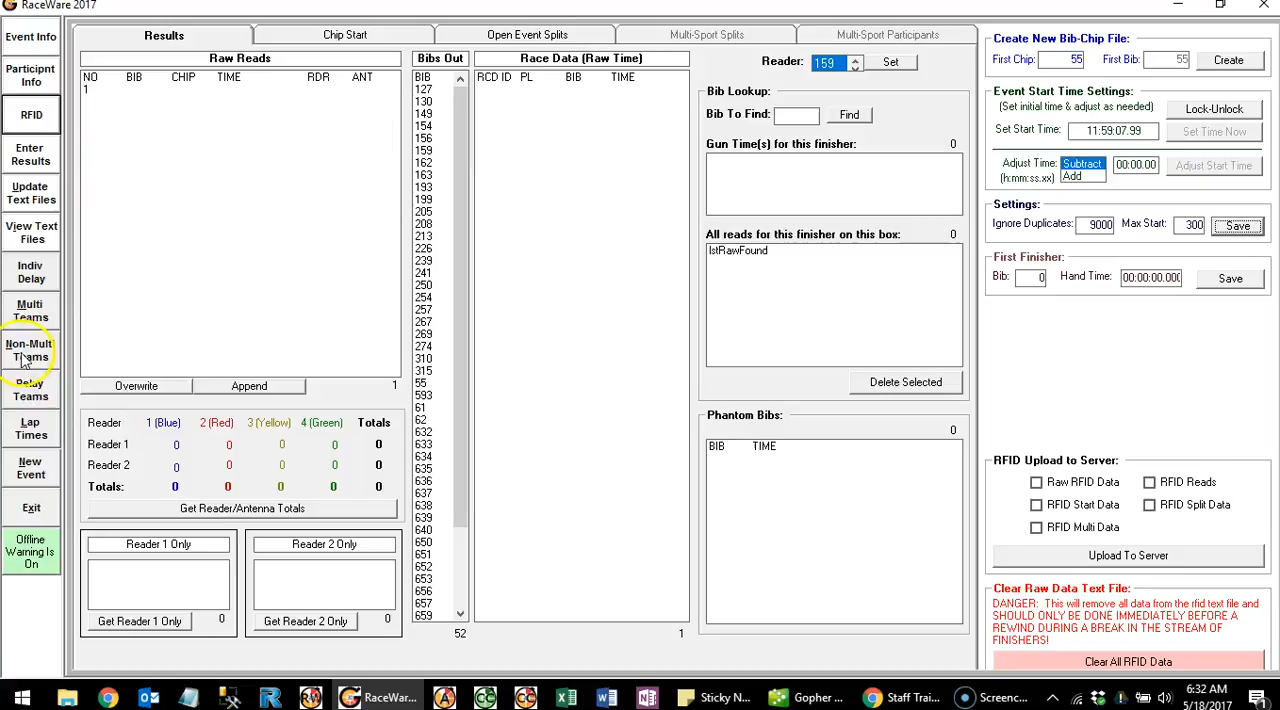 RaceWare 2017
Event Info
Participnt
Info
RFID
Enter
Results
Update
Text Files
View Text
Files
Indiv
Delay
Multi
Teams
Non-Mult
Teams
Relay
Teams
Lap
Times
New
Event
Exit
Offline
Warning Is
On
Results
Chip Start
Open Event Splits
Multi-Sport Splits
Multi-Sport Participants
Raw Reads
NO BIB CHIP TIME RDR ANT
1
Overwrite
Append
1
Reader 1 (Blue) 2 (Red) 3 (Yellow) 4 (Green) Totals
Reader 1 0 0 0 0 0
Reader 2 0 0 0 0 0
Totals: 0 0 0 0 0
Get Reader/Antenna Totals
Reader 1 Only
Get Reader 1 Only 0
Reader 2 Only
Get Reader 2 Only 0
Bibs Out
BIB
127
130
149
154
156
159
162
163
193
199
205
208
213
226
239
241
250
254
257
267
269
274
310
315
55
593
61
62
632
633
634
635
636
637
638
639
640
650
651
652
653
656
657
659
52
Race Data (Raw Time)
RCD ID PL BIB TIME
1
Reader: 159 Set
Bib Lookup:
Bib To Find: Find
Gun Time(s) for this finisher: 0
All reads for this finisher on this box: 0
lstRawFound
Delete Selected
Phantom Bibs:
0
BIB TIME
Create New Bib-Chip File:
First Chip: 55 First Bib: 55 Create
Event Start Time Settings:
(Set initial time & adjust as needed) Lock-Unlock
Set Start Time: 11:59:07.99 Set Time Now
Adjust Time: Subtract 00:00.00 Adjust Start Time
(h:mm:ss.xx) Add
Settings:
Ignore Duplicates: 9000 Max Start: 300 Save
First Finisher:
Bib: 0 Hand Time: 00:00:00.000 Save
RFID Upload to Server:
Raw RFID Data RFID Reads
RFID Start Data RFID Split Data
RFID Multi Data
Upload To Server
Clear Raw Data Text File:
DANGER: This will remove all data from the rfid text file and
SHOULD ONLY BE DONE IMMEDIATELY BEFORE A
REWIND DURING A BREAK IN THE STREAM OF
FINISHERS!
Clear All RFID Data
RaceWar...
Sticky N...
Gopher ...
Staff Trai...
Screenc...
6:32 AM
5/18/2017